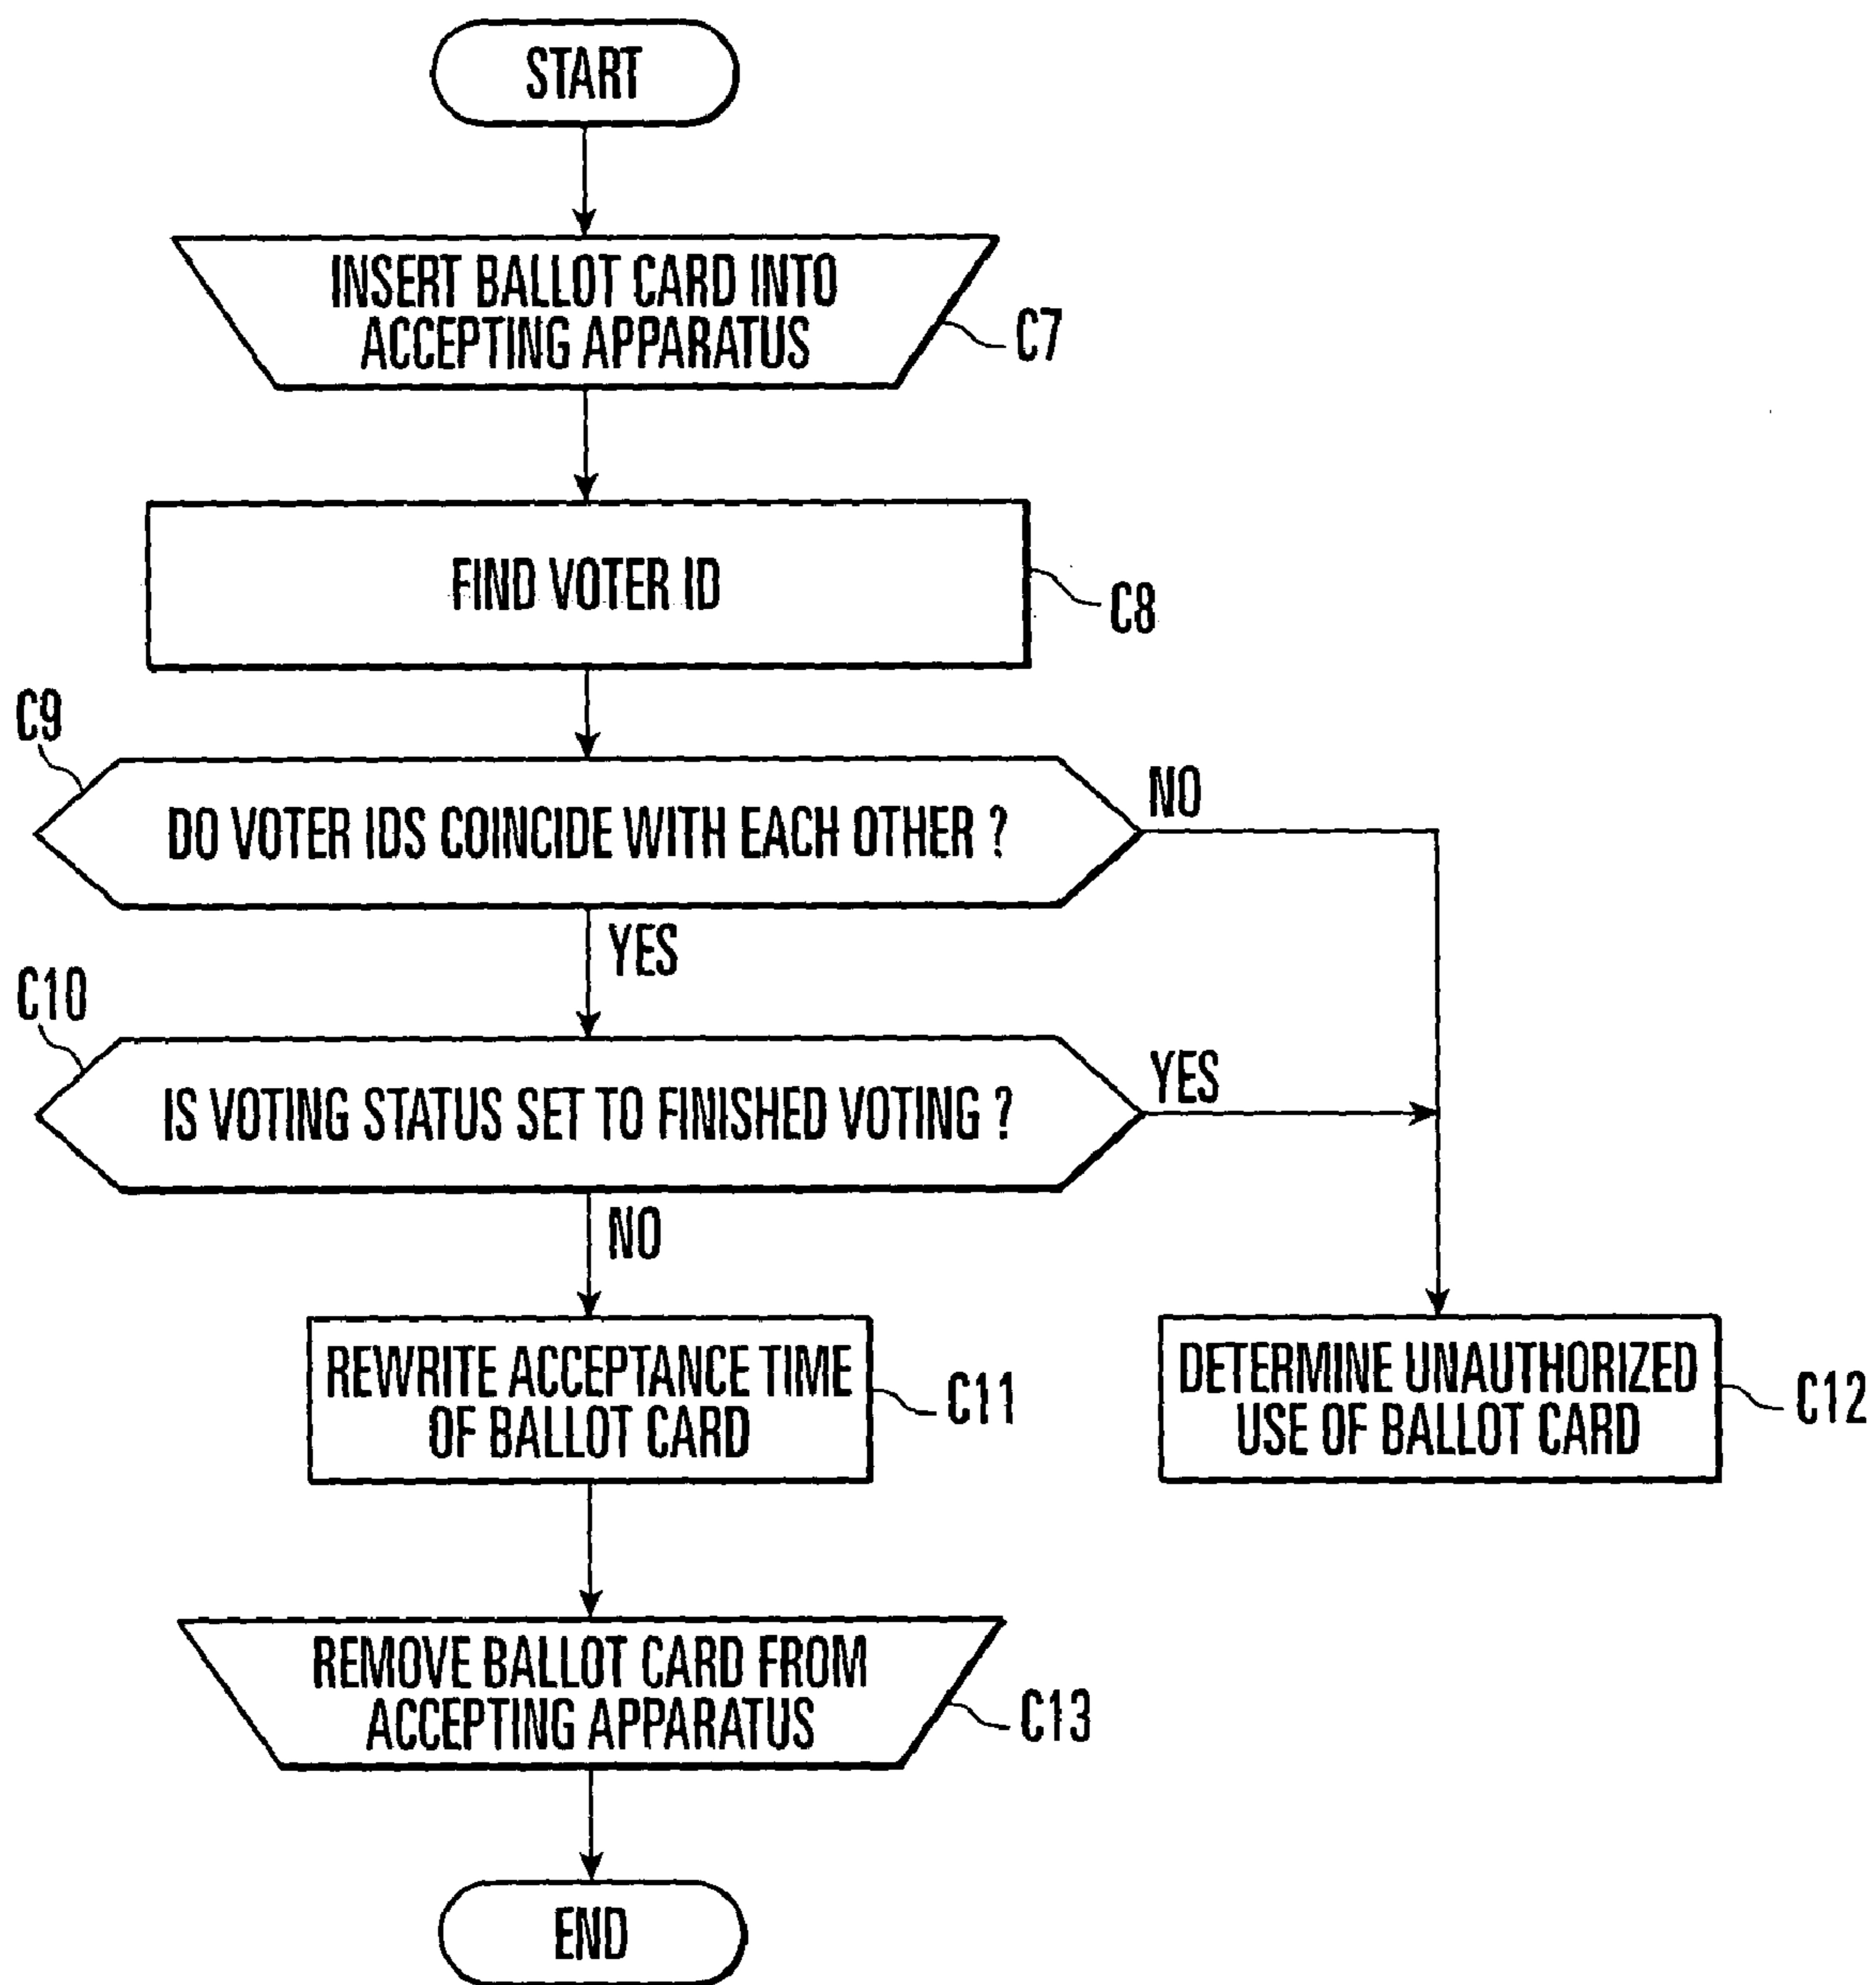 START
INSERT BALLOT CARD INTO
ACCEPTING APPARATUS
C7
FIND VOTER ID
C8
C9
DO VOTER IDS COINCIDE WITH EACH OTHER ?
NO
YES
C10
IS VOTING STATUS SET TO FINISHED VOTING ?
YES
NO
REWRITE ACCEPTANCE TIME
OF BALLOT CARD
C11
DETERMINE UNAUTHORIZED
USE OF BALLOT CARD
C12
REMOVE BALLOT CARD FROM
ACCEPTING APPARATUS
C13
END